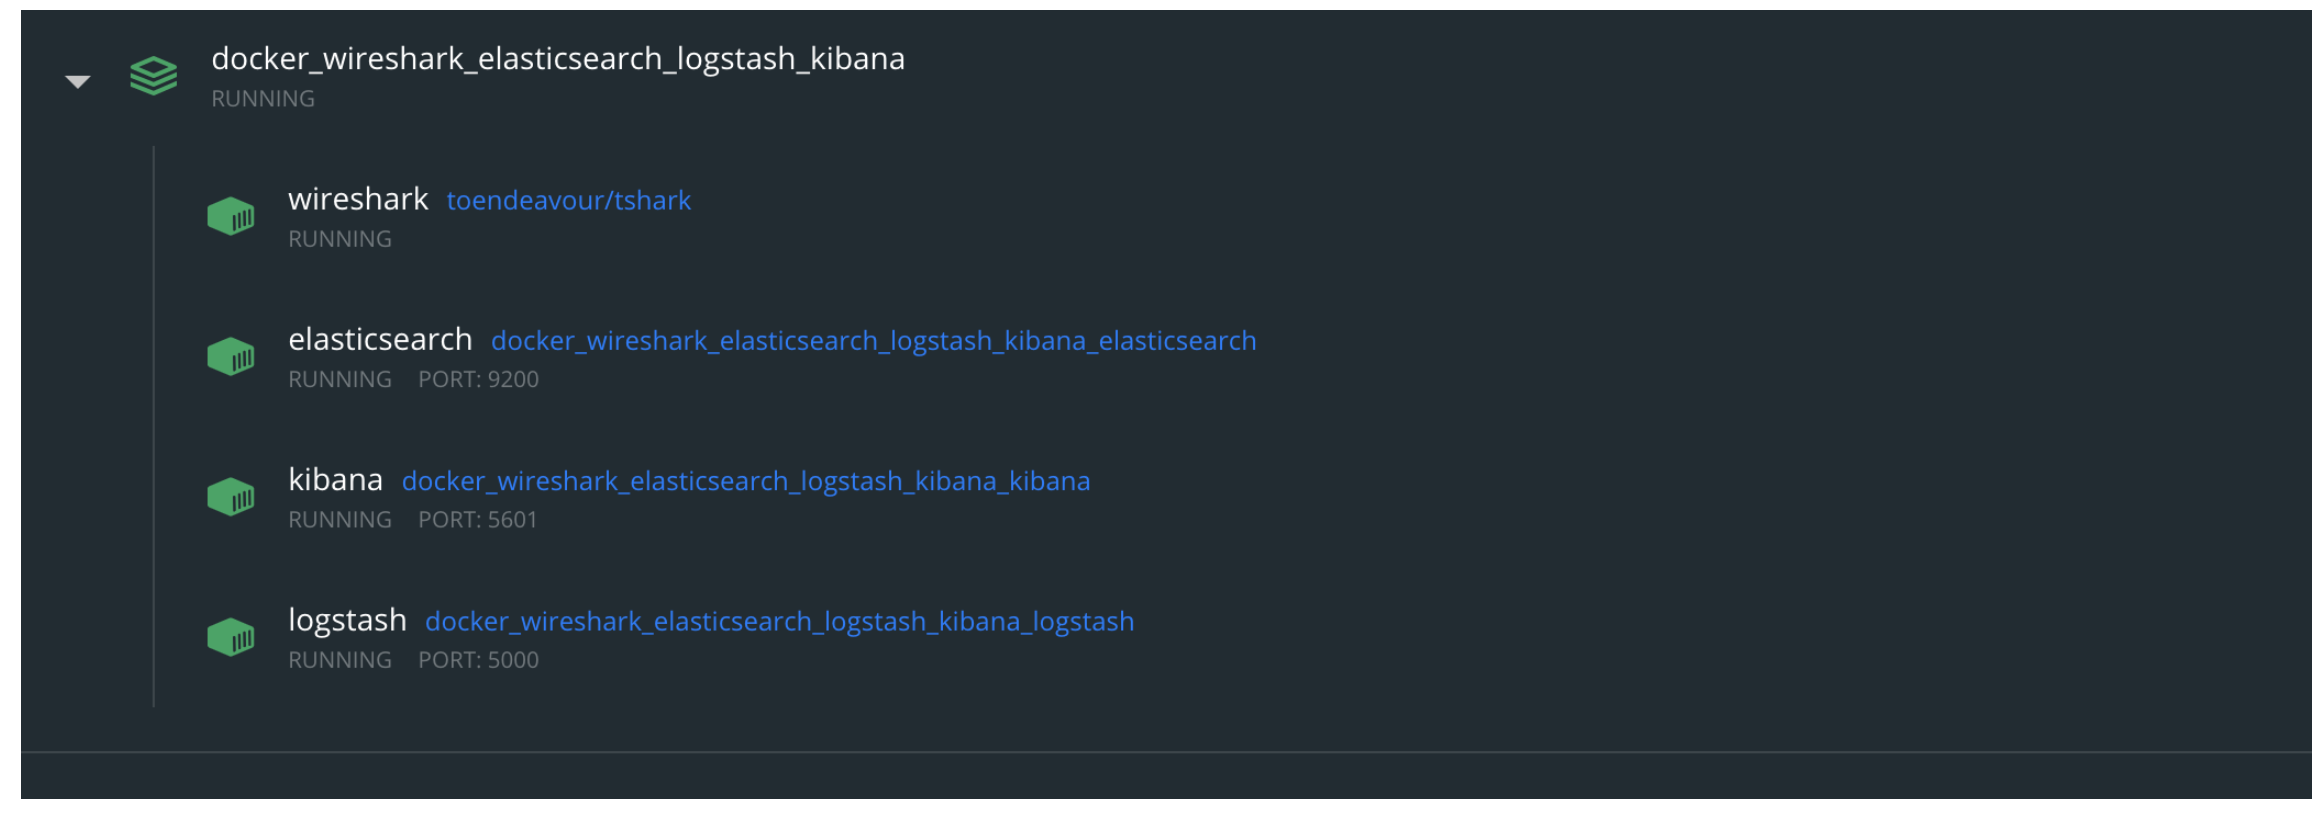 docker_wireshark_elasticsearch_logstash_kibana
RUNNING
wireshark toendeavour/tshark
RUNNING
elasticsearch docker_wireshark_elasticsearch_logstash_kibana_elasticsearch
RUNNING PORT: 9200
kibana docker_wireshark_elasticsearch_logstash_kibana_kibana
RUNNING PORT: 5601
logstash docker_wireshark_elasticsearch_logstash_kibana_logstash
RUNNING PORT: 5000